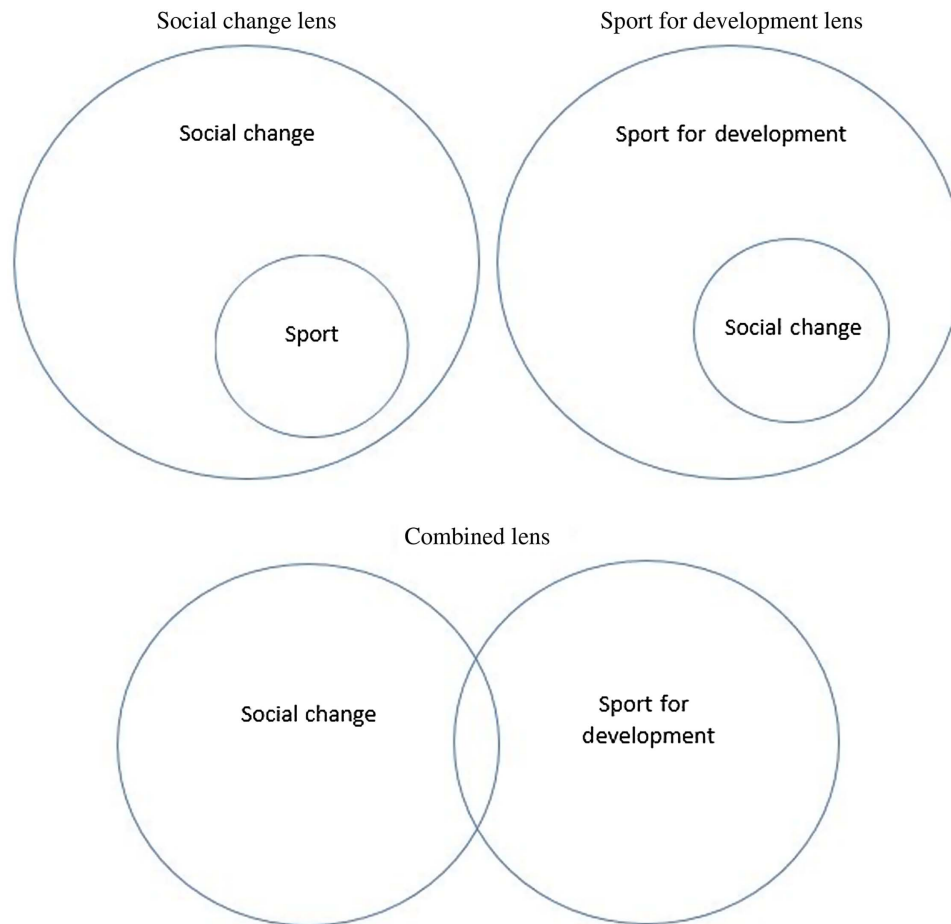 Social change lens
Sport for development lens
Social change
Sport for development
Sport
Social change
Combined lens
Social change
Sport for
development